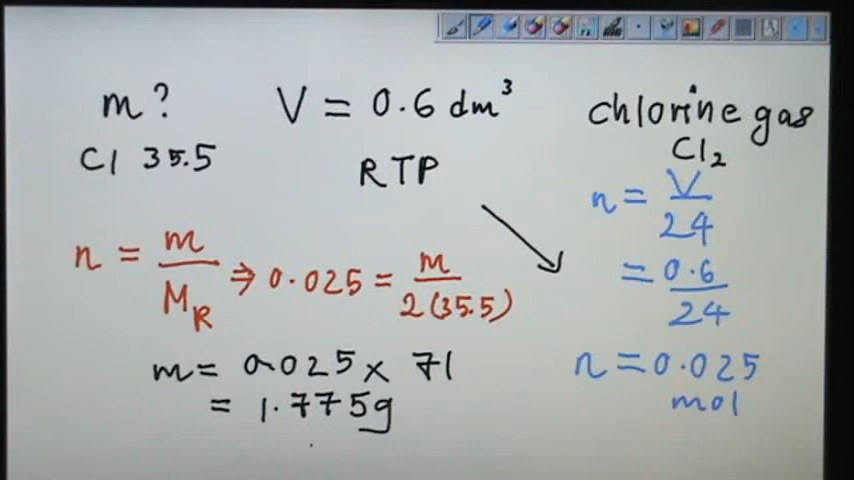 m?
V = 0.6 dm³
chlorine gas
Cl 35.5
RTP
Cl₂
n = V/24
= 0.6/24
n = 0.025
mol
n = m/M_R ⇒ 0.025 = m/2(35.5)
m = 0.025 × 71
= 1.775g